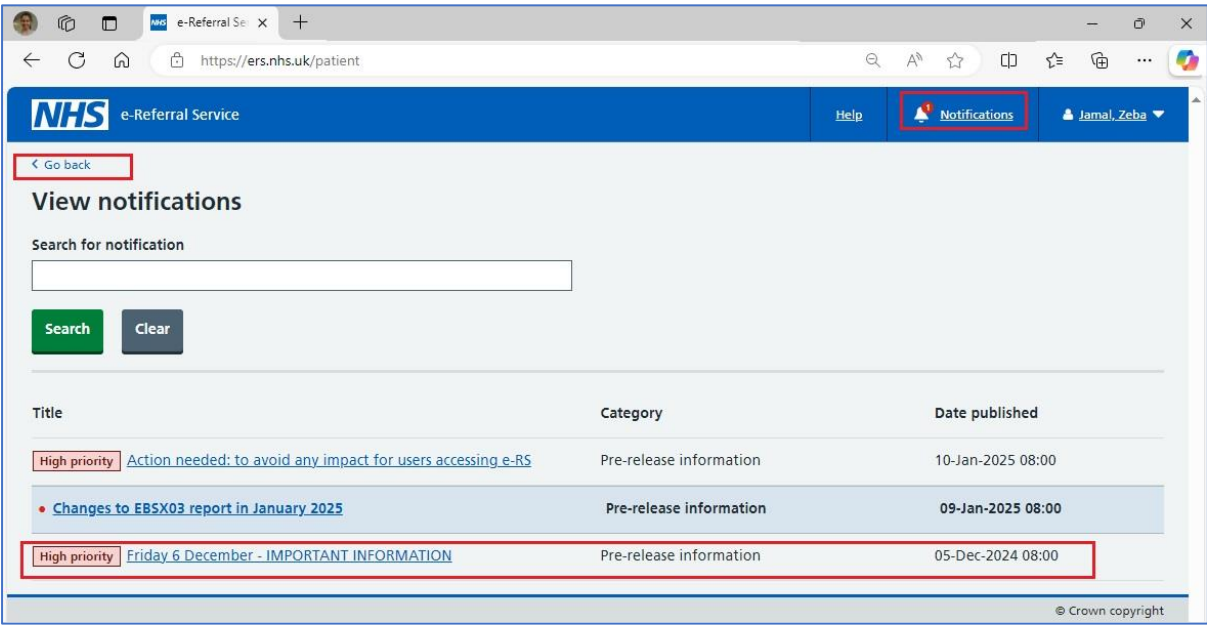 NHS e-Referral Se
https://ers.nhs.uk/patient
NHS e-Referral Service Help 1 Notifications Jamal, Zeba
Go back
View notifications
Search for notification
Search Clear
Title Category Date published
High priority Action needed: to avoid any impact for users accessing e-RS Pre-release information 10-Jan-2025 08:00
Changes to EBSX03 report in January 2025 Pre-release information 09-Jan-2025 08:00
High priority Friday 6 December - IMPORTANT INFORMATION Pre-release information 05-Dec-2024 08:00
© Crown copyright